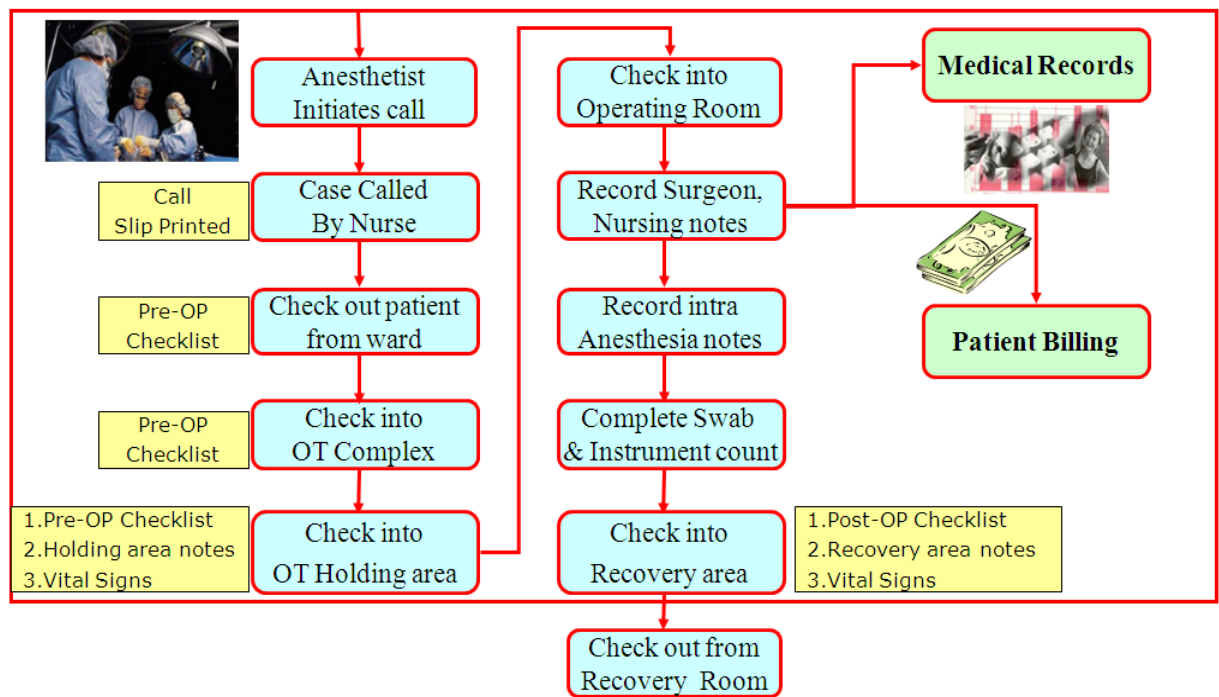 Anesthetist
Initiates call
Call
Slip Printed
Case Called
By Nurse
Pre-OP
Checklist
Check out patient
from ward
Pre-OP
Checklist
Check into
OT Complex
1.Pre-OP Checklist
2.Holding area notes
3.Vital Signs
Check into
OT Holding area
Check into
Operating Room
Record Surgeon,
Nursing notes
Record intra
Anesthesia notes
Complete Swab
& Instrument count
Check into
Recovery area
1.Post-OP Checklist
2.Recovery area notes
3.Vital Signs
Check out from
Recovery Room
Medical Records
Patient Billing